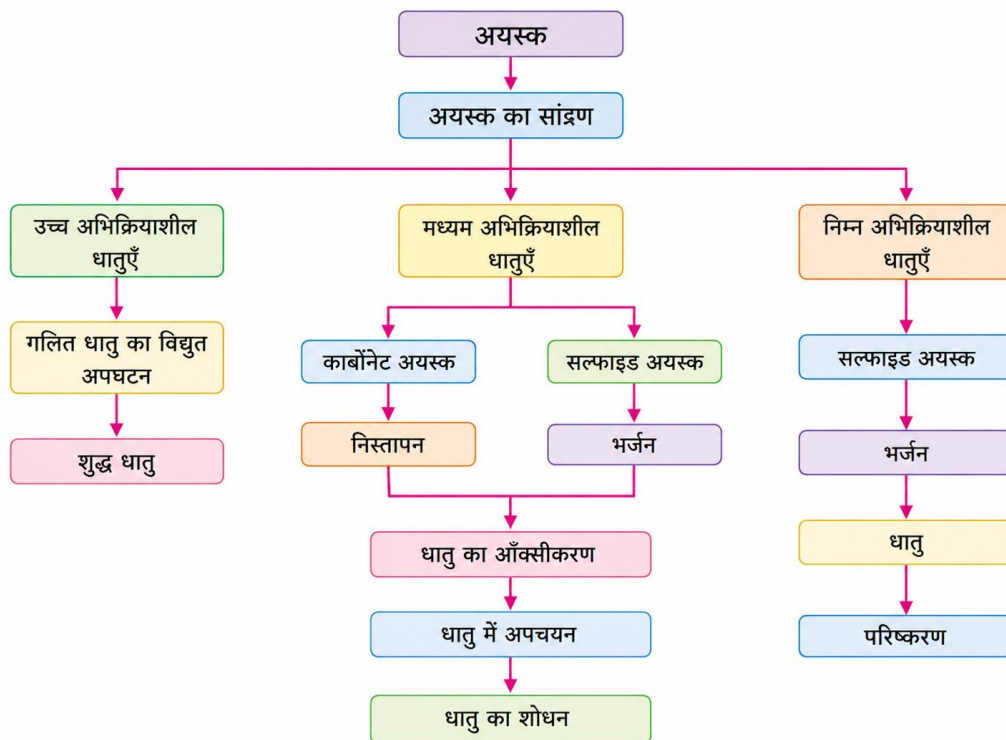 अयस्क
अयस्क का सांद्रण
उच्च अभिक्रियाशील
धातुएँ
गलित धातु का विद्युत
अपघटन
शुद्ध धातु
मध्यम अभिक्रियाशील
धातुएँ
कार्बोनेट अयस्क
सल्फाइड अयस्क
निस्तापन
भर्जन
धातु का ऑक्सीकरण
धातु में अपचयन
धातु का शोधन
निम्न अभिक्रियाशील
धातुएँ
सल्फाइड अयस्क
भर्जन
धातु
परिष्करण